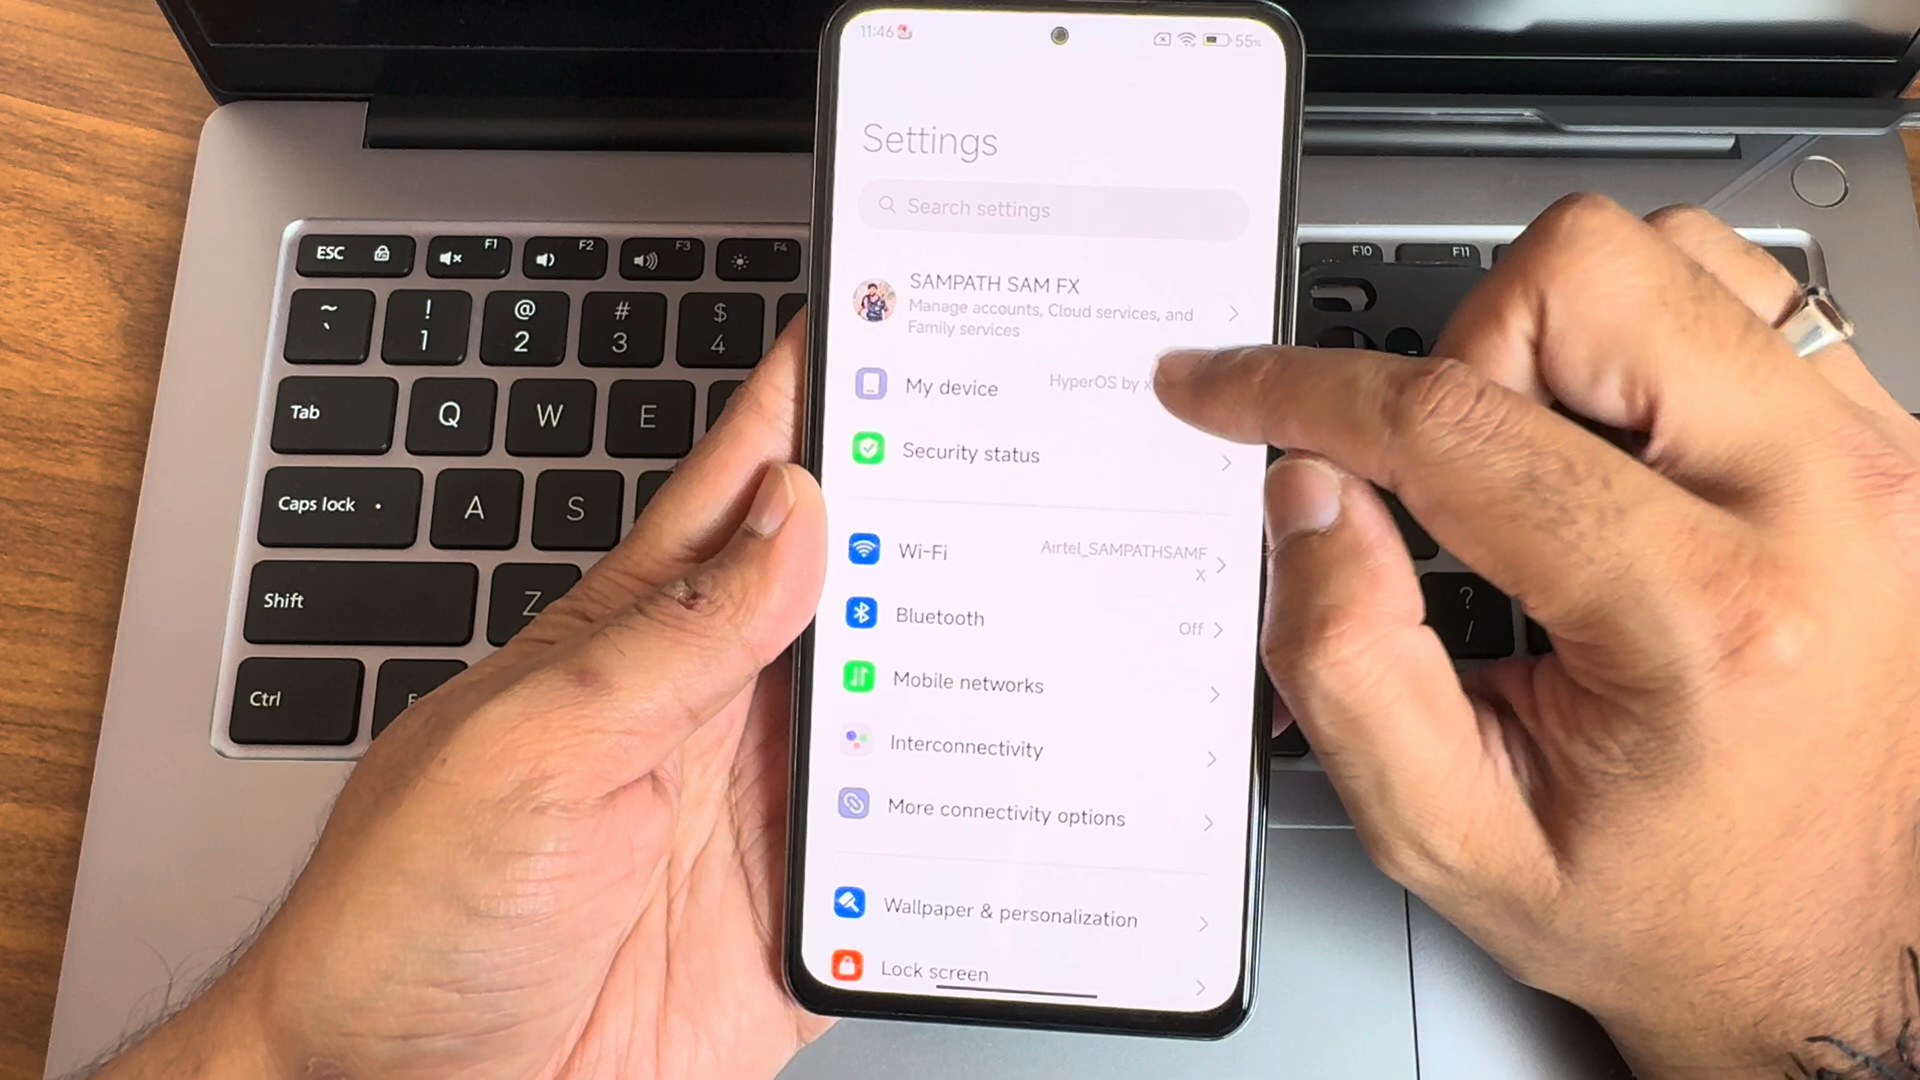 11:46
55%
Settings
Search settings
SAMPATH SAM FX
Manage accounts, Cloud services, and
Family services
My device
HyperOS by x
Security status
Wi-Fi
Airtel_SAMPATHSAMF
X
Bluetooth
Off
Mobile networks
Interconnectivity
More connectivity options
Wallpaper & personalization
Lock screen
ESC
F1
F2
F3
F4
F10
F11
~
`
!
1
@
2
#
3
$
4
Tab
Q
W
E
Caps lock
A
S
Shift
Z
?
/
Ctrl